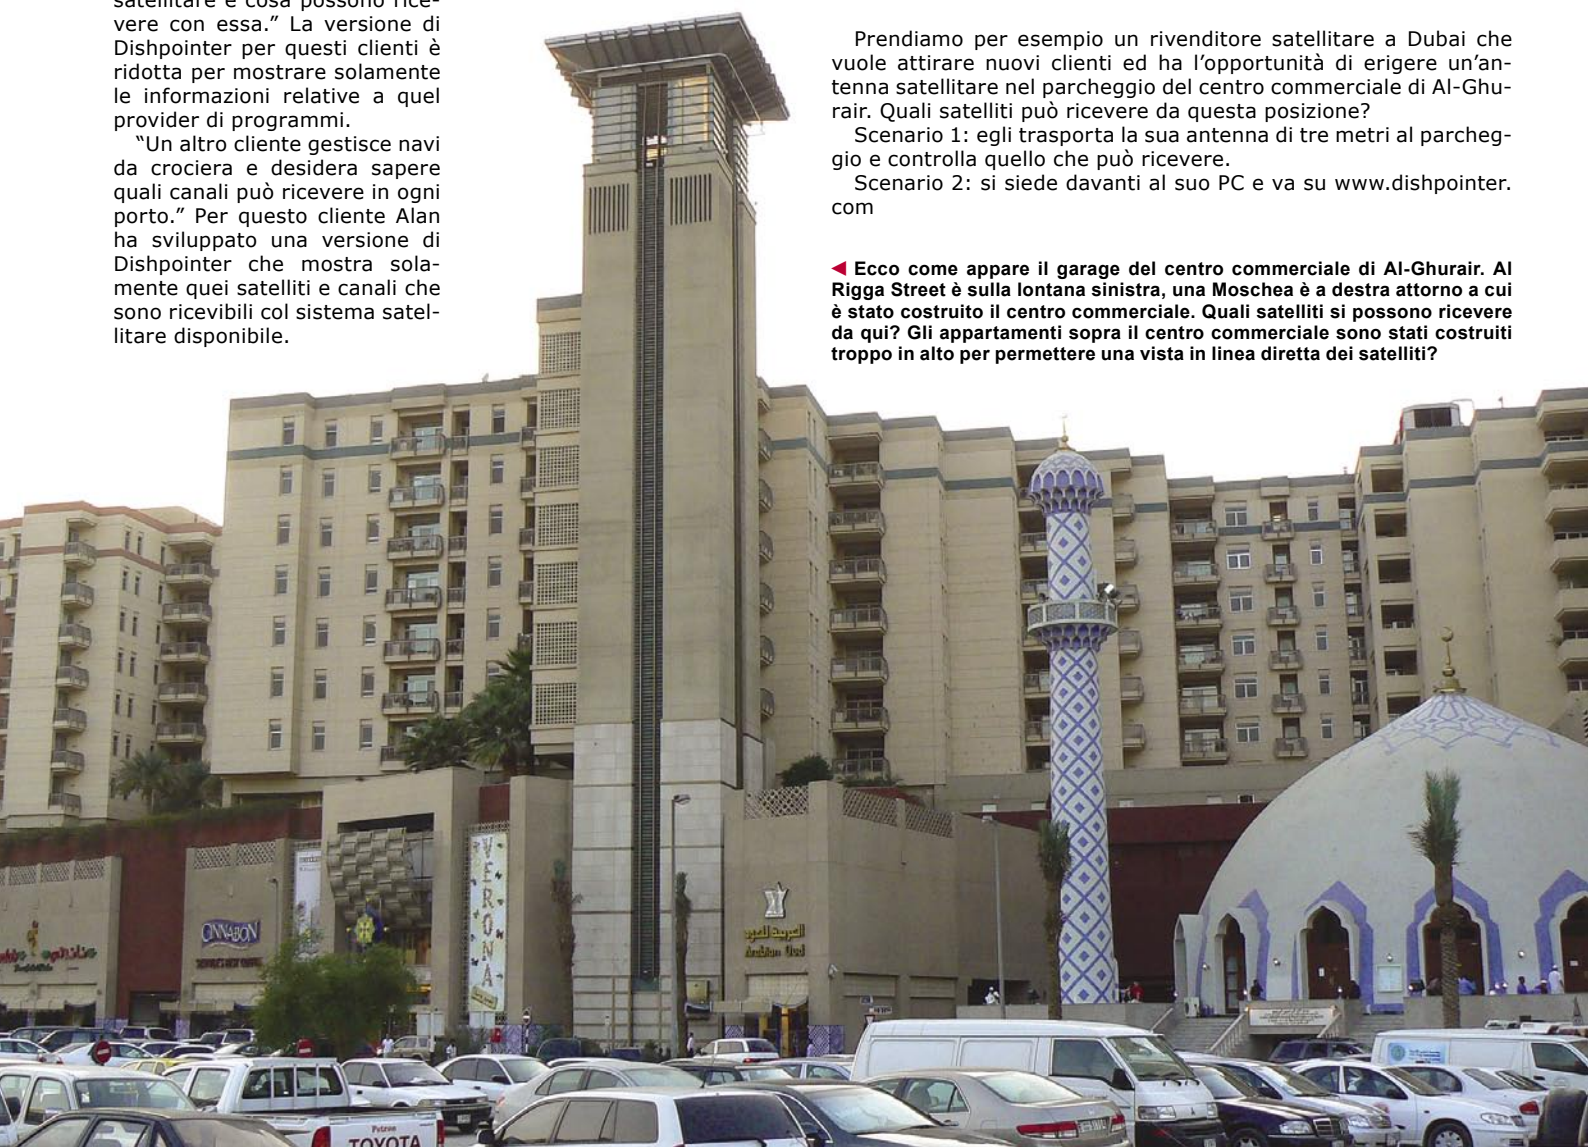 satellitare e cosa possono rice-
vere con essa.” La versione di
Dishpointer per questi clienti è
ridotta per mostrare solamente
le informazioni relative a quel
provider di programmi.
“Un altro cliente gestisce navi
da crociera e desidera sapere
quali canali può ricevere in ogni
porto.” Per questo cliente Alan
ha sviluppato una versione di
Dishpointer che mostra sola-
mente quei satelliti e canali che
sono ricevibili col sistema satel-
litare disponibile.
Prendiamo per esempio un rivenditore satellitare a Dubai che
vuole attirare nuovi clienti ed ha l’opportunità di erigere un’an-
tenna satellitare nel parcheggio del centro commerciale di Al-Ghu-
rair. Quali satelliti può ricevere da questa posizione?
Scenario 1: egli trasporta la sua antenna di tre metri al parcheg-
gio e controlla quello che può ricevere.
Scenario 2: si siede davanti al suo PC e va su www.dishpointer.
com
◀ Ecco come appare il garage del centro commerciale di Al-Ghurair. Al
Rigga Street è sulla lontana sinistra, una Moschea è a destra attorno a cui
è stato costruito il centro commerciale. Quali satelliti si possono ricevere
da qui? Gli appartamenti sopra il centro commerciale sono stati costruiti
troppo in alto per permettere una vista in linea diretta dei satelliti?
VERONA
CINNABON
العربية للعود
Arabian Oud
TOYOTA